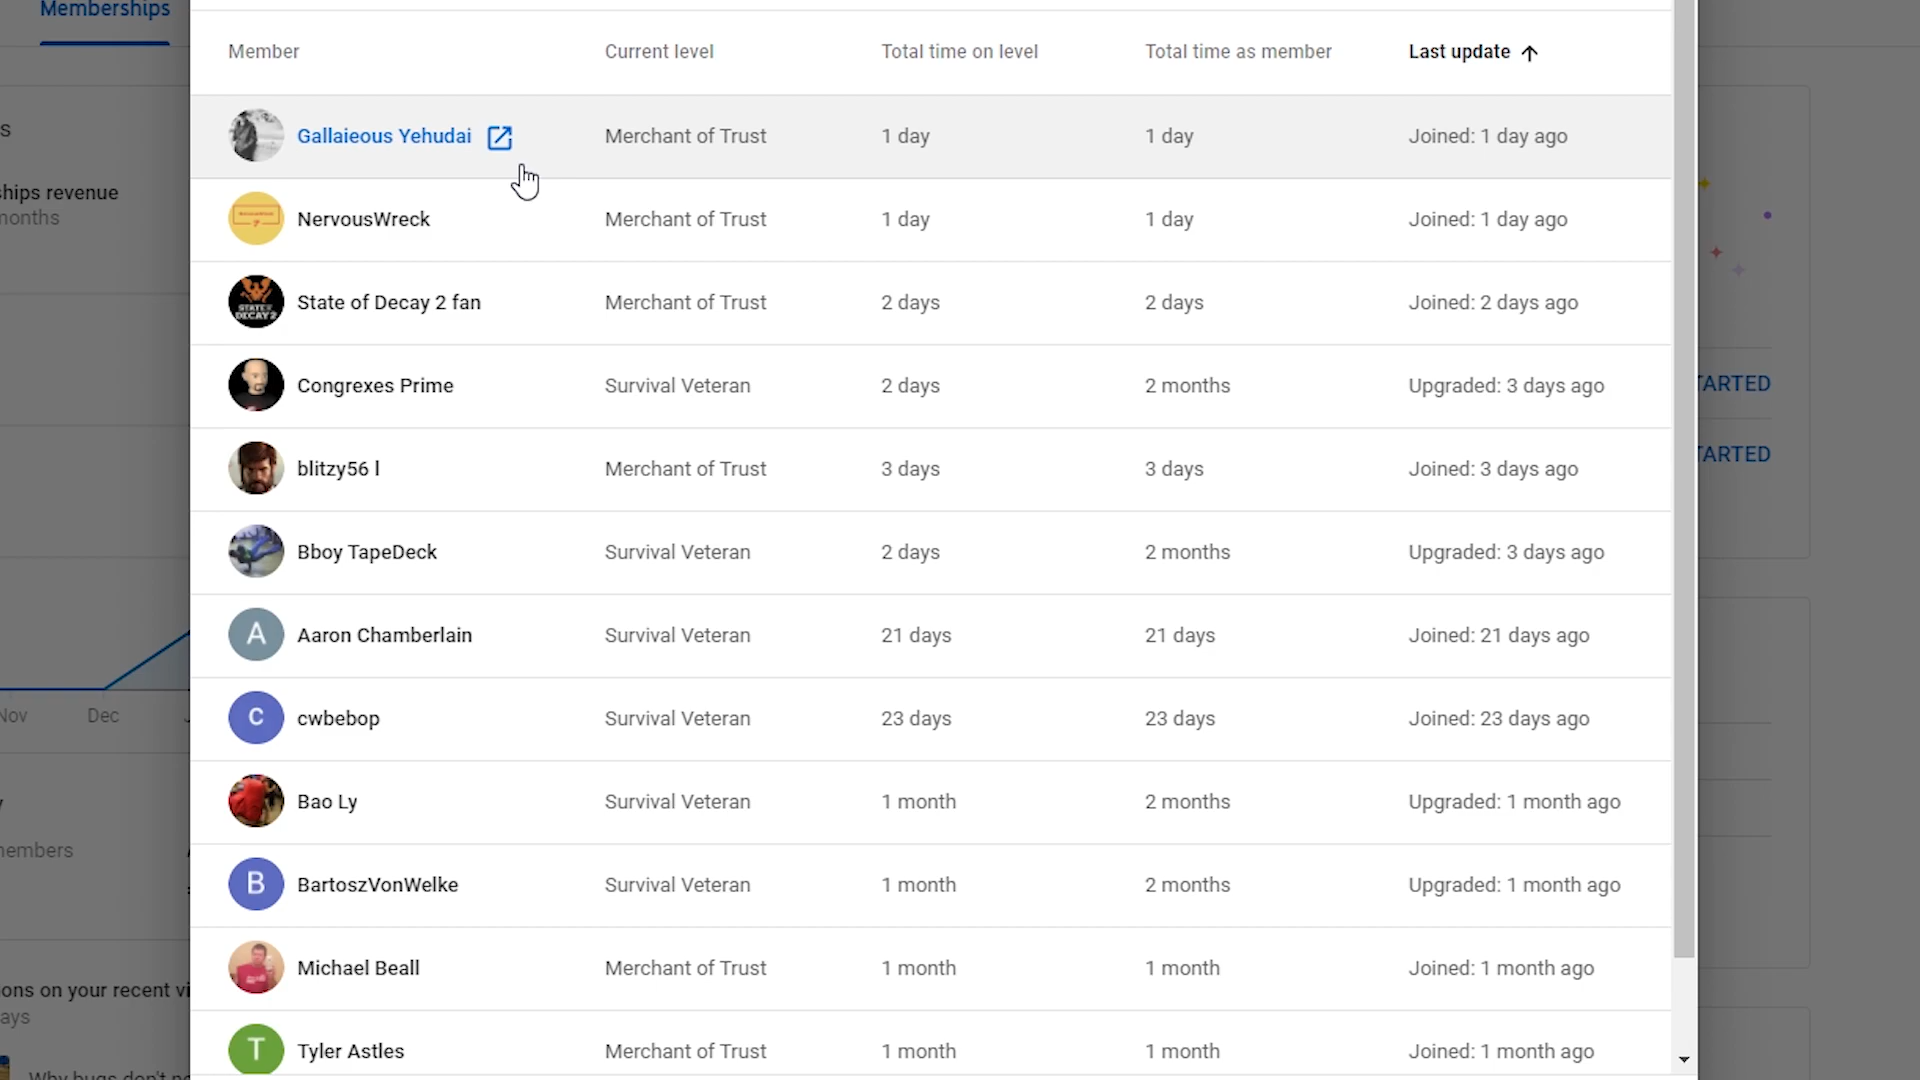 Memberships
Member Current level Total time on level Total time as member Last update
Gallaieous Yehudai Merchant of Trust 1 day 1 day Joined: 1 day ago
NervousWreck Merchant of Trust 1 day 1 day Joined: 1 day ago
State of Decay 2 fan Merchant of Trust 2 days 2 days Joined: 2 days ago
Congrexes Prime Survival Veteran 2 days 2 months Upgraded: 3 days ago
blitzy56 l Merchant of Trust 3 days 3 days Joined: 3 days ago
Bboy TapeDeck Survival Veteran 2 days 2 months Upgraded: 3 days ago
A Aaron Chamberlain Survival Veteran 21 days 21 days Joined: 21 days ago
C cwbebop Survival Veteran 23 days 23 days Joined: 23 days ago
Bao Ly Survival Veteran 1 month 2 months Upgraded: 1 month ago
B BartoszVonWelke Survival Veteran 1 month 2 months Upgraded: 1 month ago
Michael Beall Merchant of Trust 1 month 1 month Joined: 1 month ago
T Tyler Astles Merchant of Trust 1 month 1 month Joined: 1 month ago
s
ships revenue
months
Nov Dec
members
ons on your recent vi
ays
Why bugs don't
TARTED
TARTED
STATE OF
DECAY 2